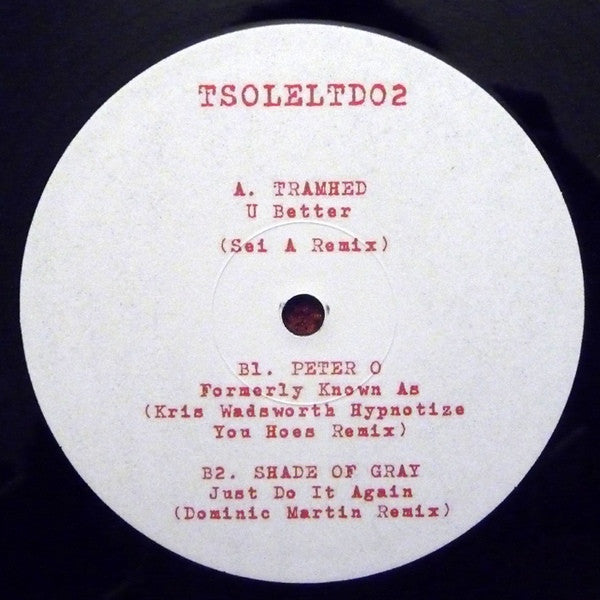 TSOLELTD02
A. TRAMHED
U Better
(Sei A Remix)
B1. PETER O
Formerly Known As
(Kris Wadsworth Hypnotize
You Hoes Remix)
B2. SHADE OF GRAY
Just Do It Again
(Dominic Martin Remix)